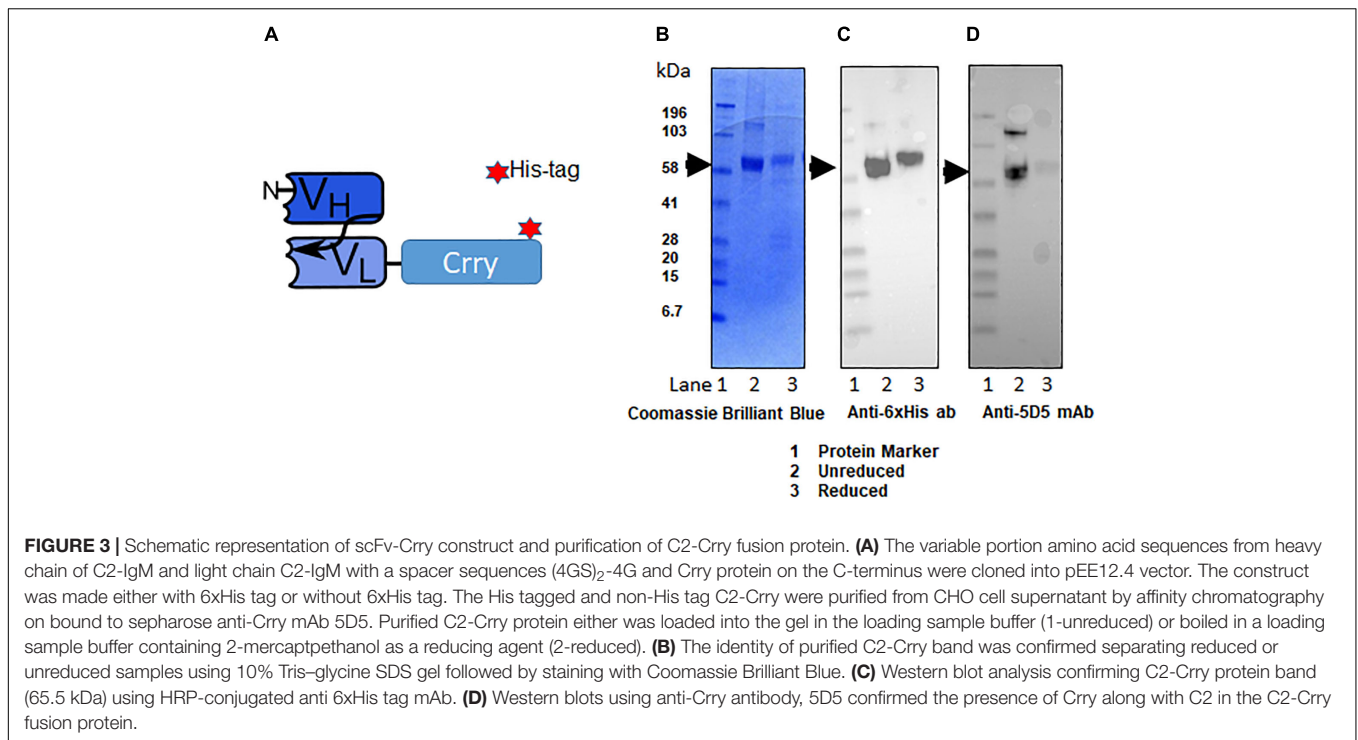 A
B
C
D
N
VH
VL
Crry
His-tag
kDa
196
103
58
41
28
20
15
6.7
Lane 1 2 3
1 2 3
1 2 3
Coomassie Brilliant Blue
Anti-6xHis ab
Anti-5D5 mAb
1 Protein Marker
2 Unreduced
3 Reduced
FIGURE 3 | Schematic representation of scFv-Crry construct and purification of C2-Crry fusion protein. (A) The variable portion amino acid sequences from heavy
chain of C2-IgM and light chain C2-IgM with a spacer sequences (4GS)2-4G and Crry protein on the C-terminus were cloned into pEE12.4 vector. The construct
was made either with 6xHis tag or without 6xHis tag. The His tagged and non-His tag C2-Crry were purified from CHO cell supernatant by affinity chromatography
on bound to sepharose anti-Crry mAb 5D5. Purified C2-Crry protein either was loaded into the gel in the loading sample buffer (1-unreduced) or boiled in a loading
sample buffer containing 2-mercaptpethanol as a reducing agent (2-reduced). (B) The identity of purified C2-Crry band was confirmed separating reduced or
unreduced samples using 10% Tris–glycine SDS gel followed by staining with Coomassie Brilliant Blue. (C) Western blot analysis confirming C2-Crry protein band
(65.5 kDa) using HRP-conjugated anti 6xHis tag mAb. (D) Western blots using anti-Crry antibody, 5D5 confirmed the presence of Crry along with C2 in the C2-Crry
fusion protein.